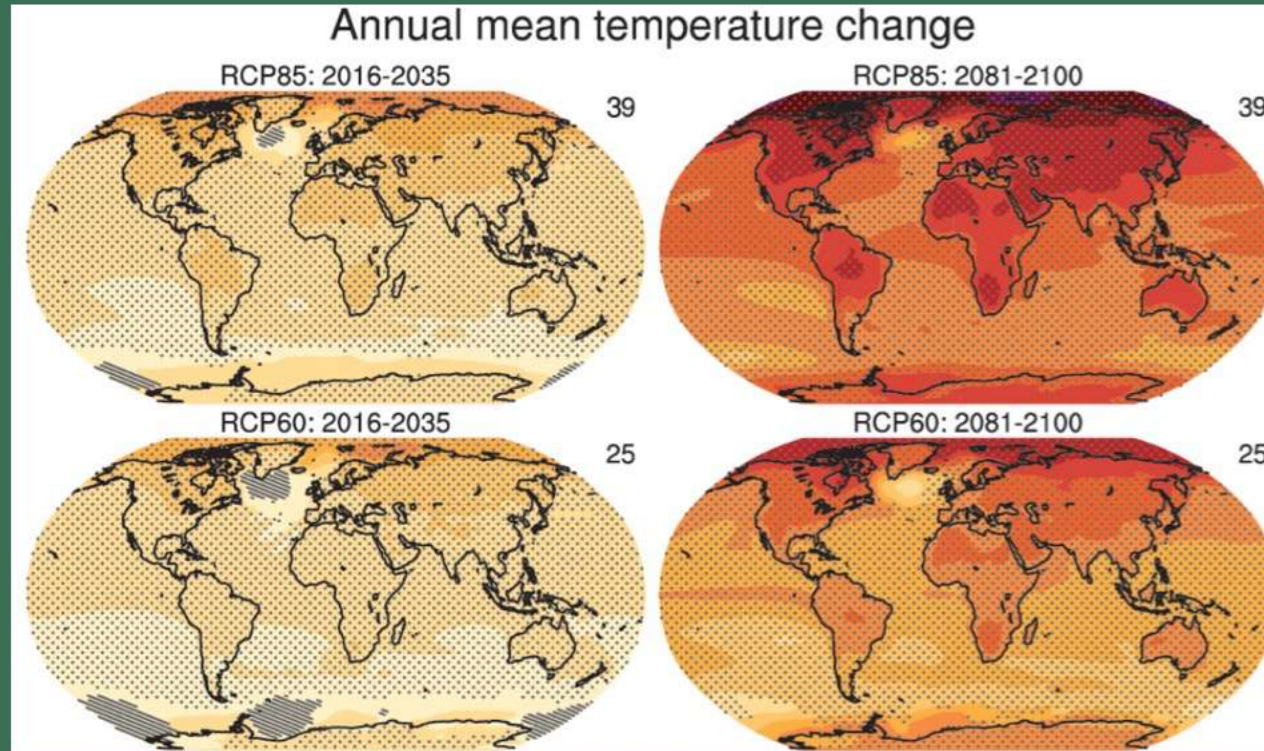 Annual mean temperature change
RCP85: 2016-2035
39
RCP85: 2081-2100
39
RCP60: 2016-2035
25
RCP60: 2081-2100
25